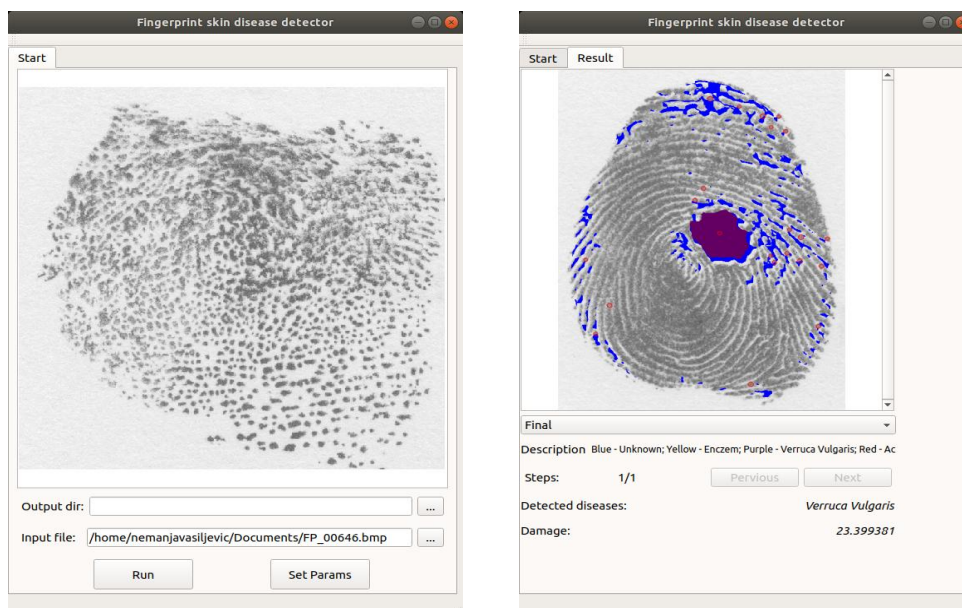 Fingerprint skin disease detector
Start
Output dir:
...
Input file: /home/nemanjavasiljevic/Documents/FP_00646.bmp ...
Run Set Params
Fingerprint skin disease detector
Start Result
Final
Description Blue - Unknown; Yellow - Enczem; Purple - Verruca Vulgaris; Red - Ac
Steps: 1/1 Pervious Next
Detected diseases: Verruca Vulgaris
Damage: 23.399381